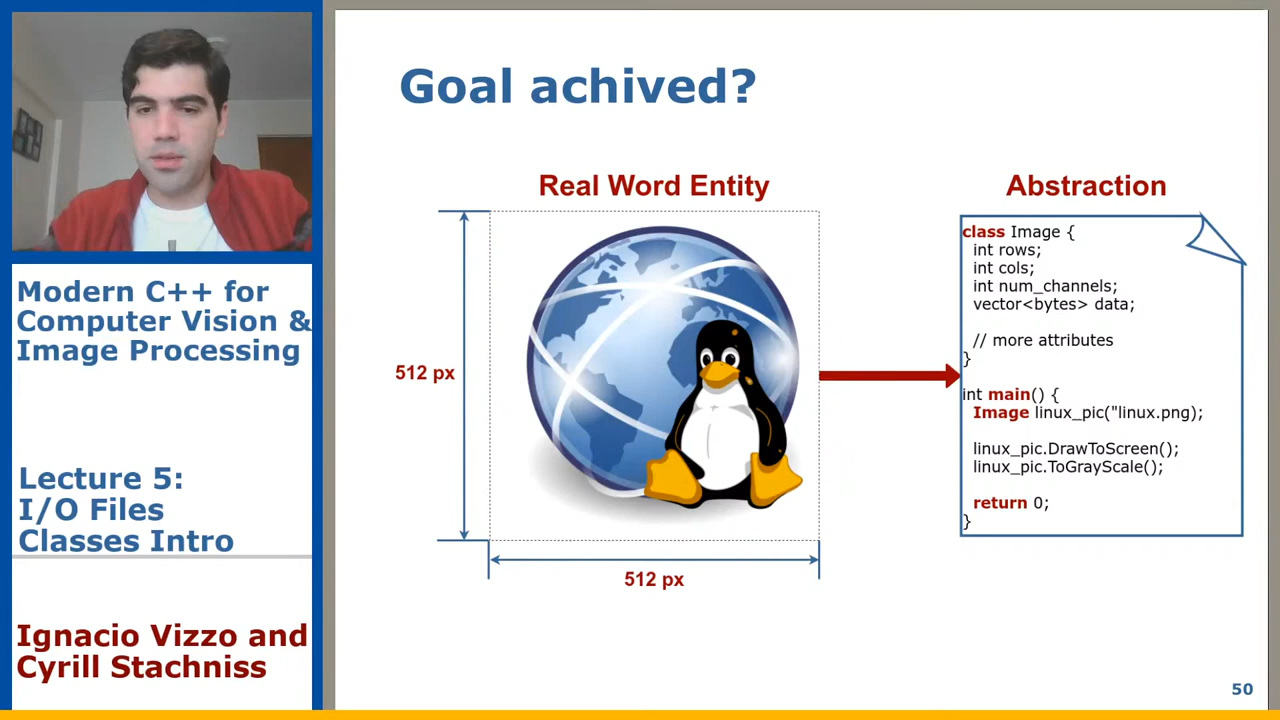 Modern C++ for
Computer Vision &
Image Processing
Lecture 5:
I/O Files
Classes Intro
Ignacio Vizzo and
Cyrill Stachniss
Goal achived?
Real Word Entity
512 px
512 px
Abstraction
class Image {
int rows;
int cols;
int num_channels;
vector<bytes> data;
// more attributes
}
int main() {
Image linux_pic("linux.png);
linux_pic.DrawToScreen();
linux_pic.ToGrayScale();
return 0;
}
50